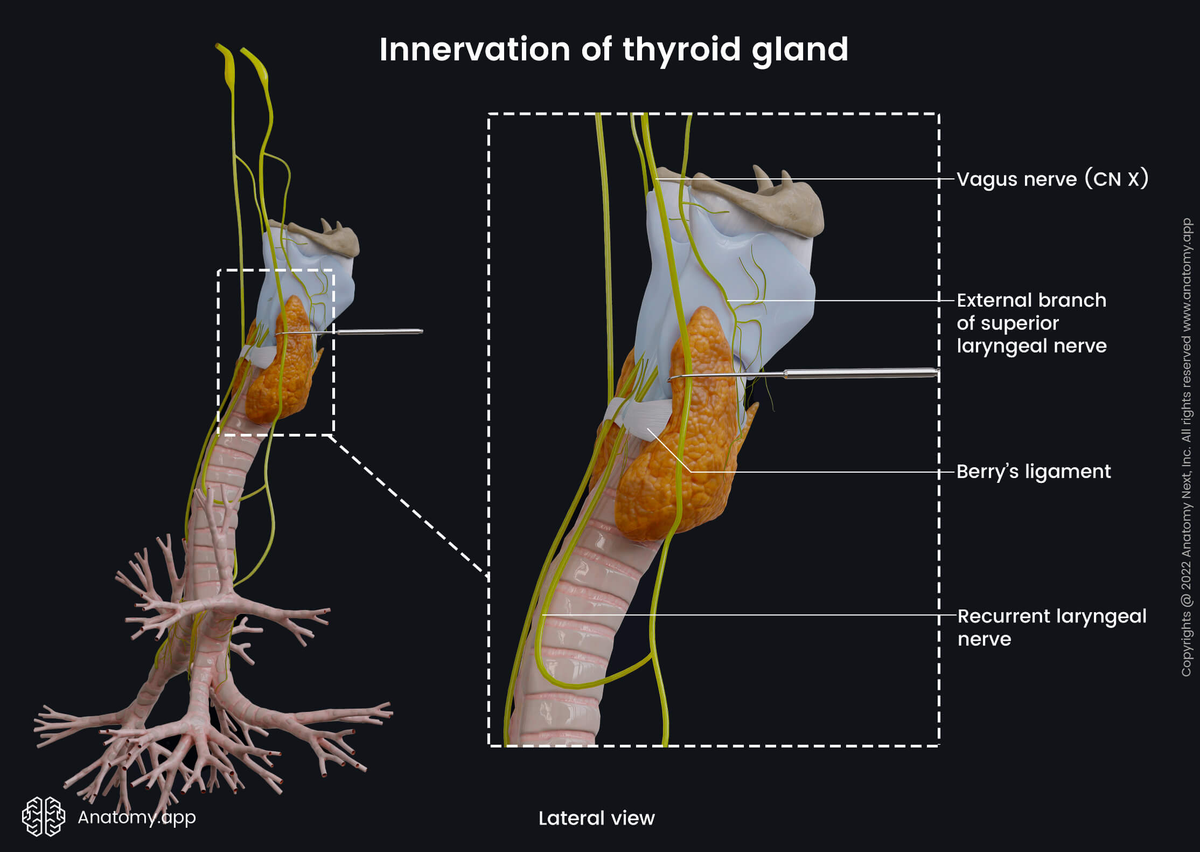 Innervation of thyroid gland
Vagus nerve (CN X)
External branch
of superior
laryngeal nerve
Berry's ligament
Recurrent laryngeal
nerve
Lateral view
Anatomy.app
Copyrights @ 2022 Anatomy Next, Inc. All rights reserved www.anatomy.app